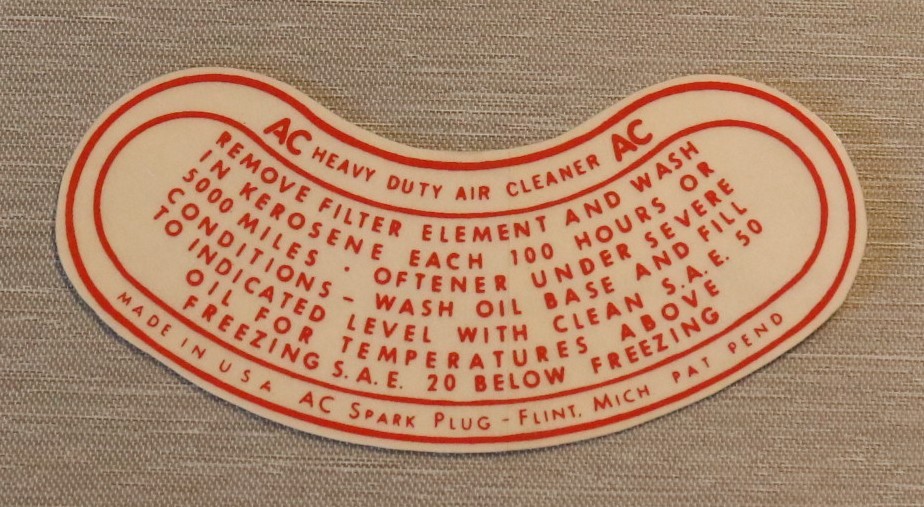 AC HEAVY DUTY AIR CLEANER AC
REMOVE FILTER ELEMENT AND WASH
IN KEROSENE EACH 100 HOURS OR
5000 MILES · OFTENER UNDER SEVERE
CONDITIONS - WASH OIL BASE AND FILL
TO INDICATED LEVEL WITH CLEAN S.A.E. 50
OIL FOR TEMPERATURES ABOVE
FREEZING S.A.E. 20 BELOW FREEZING
MADE IN USA AC SPARK PLUG - FLINT, MICH PAT PEND